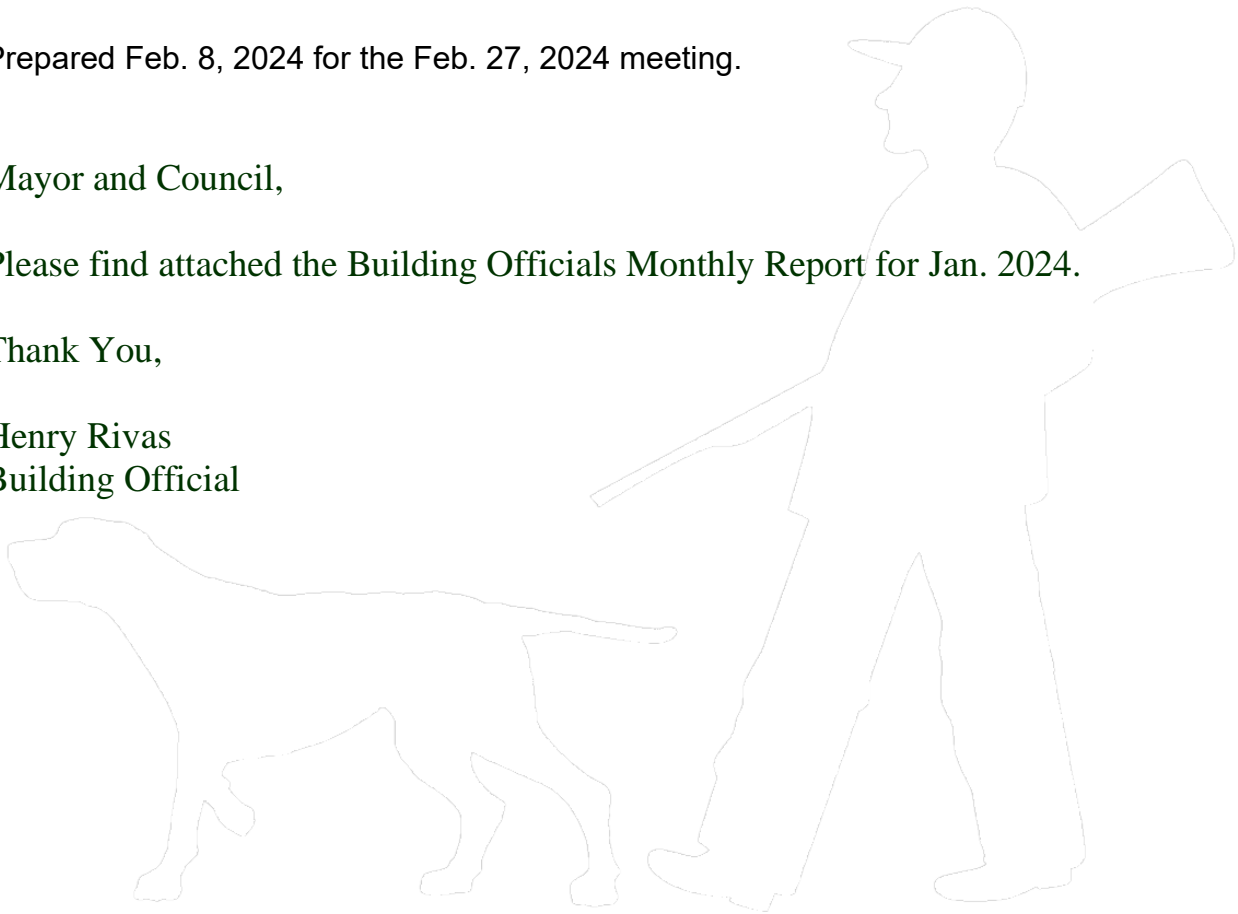 Prepared Feb. 8, 2024 for the Feb. 27, 2024 meeting.
Mayor and Council,
Please find attached the Building Officials Monthly Report for Jan. 2024.
Thank You,
Henry Rivas
Building Official